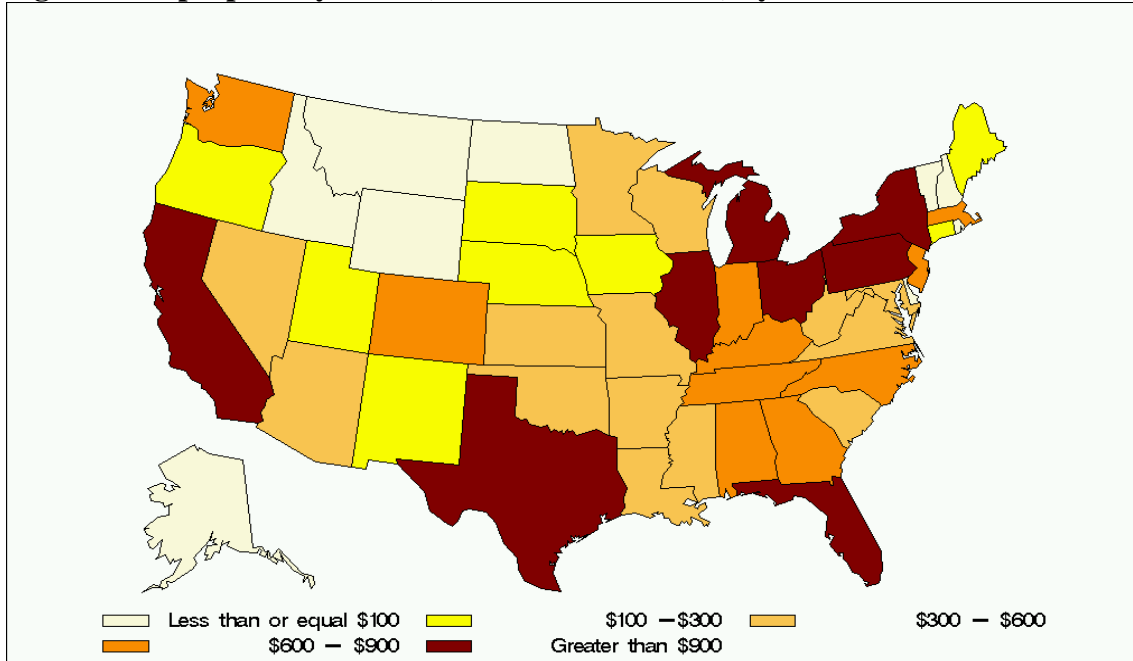 Less than or equal $100 $100 – $300 $300 – $600
$600 – $900 Greater than $900